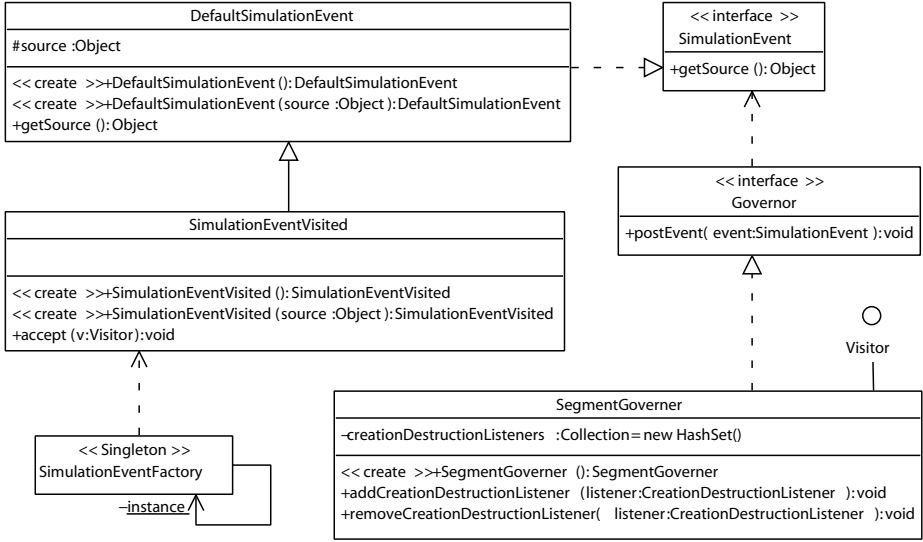 DefaultSimulationEvent
#source :Object
<< create >>+DefaultSimulationEvent (): DefaultSimulationEvent
<< create >>+DefaultSimulationEvent (source :Object ): DefaultSimulationEvent
+getSource (): Object
<< interface >>
SimulationEvent
+getSource (): Object
<< interface >>
Governor
+postEvent( event:SimulationEvent ): void
SimulationEventVisited
<< create >>+SimulationEventVisited (): SimulationEventVisited
<< create >>+SimulationEventVisited (source :Object ): SimulationEventVisited
+accept (v:Visitor ): void
Visitor
<< Singleton >>
SimulationEventFactory
-instance
SegmentGoverner
-creationDestructionListeners :Collection= new HashSet()
<< create >>+SegmentGoverner (): SegmentGoverner
+addCreationDestructionListener (listener:CreationDestructionListener ): void
+removeCreationDestructionListener( listener:CreationDestructionListener ): void